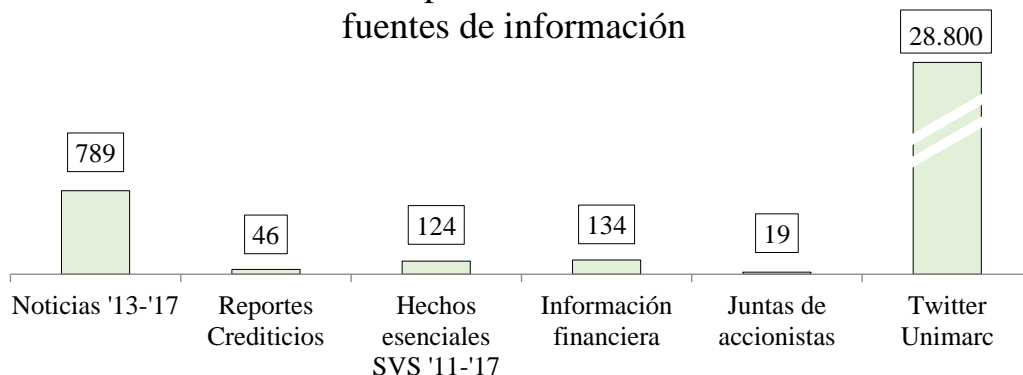 fuentes de información
28.800
789
46
124
134
19
Noticias '13-'17
Reportes
Crediticios
Hechos
esenciales
SVS '11-'17
Información
financiera
Juntas de
accionistas
Twitter
Unimarc